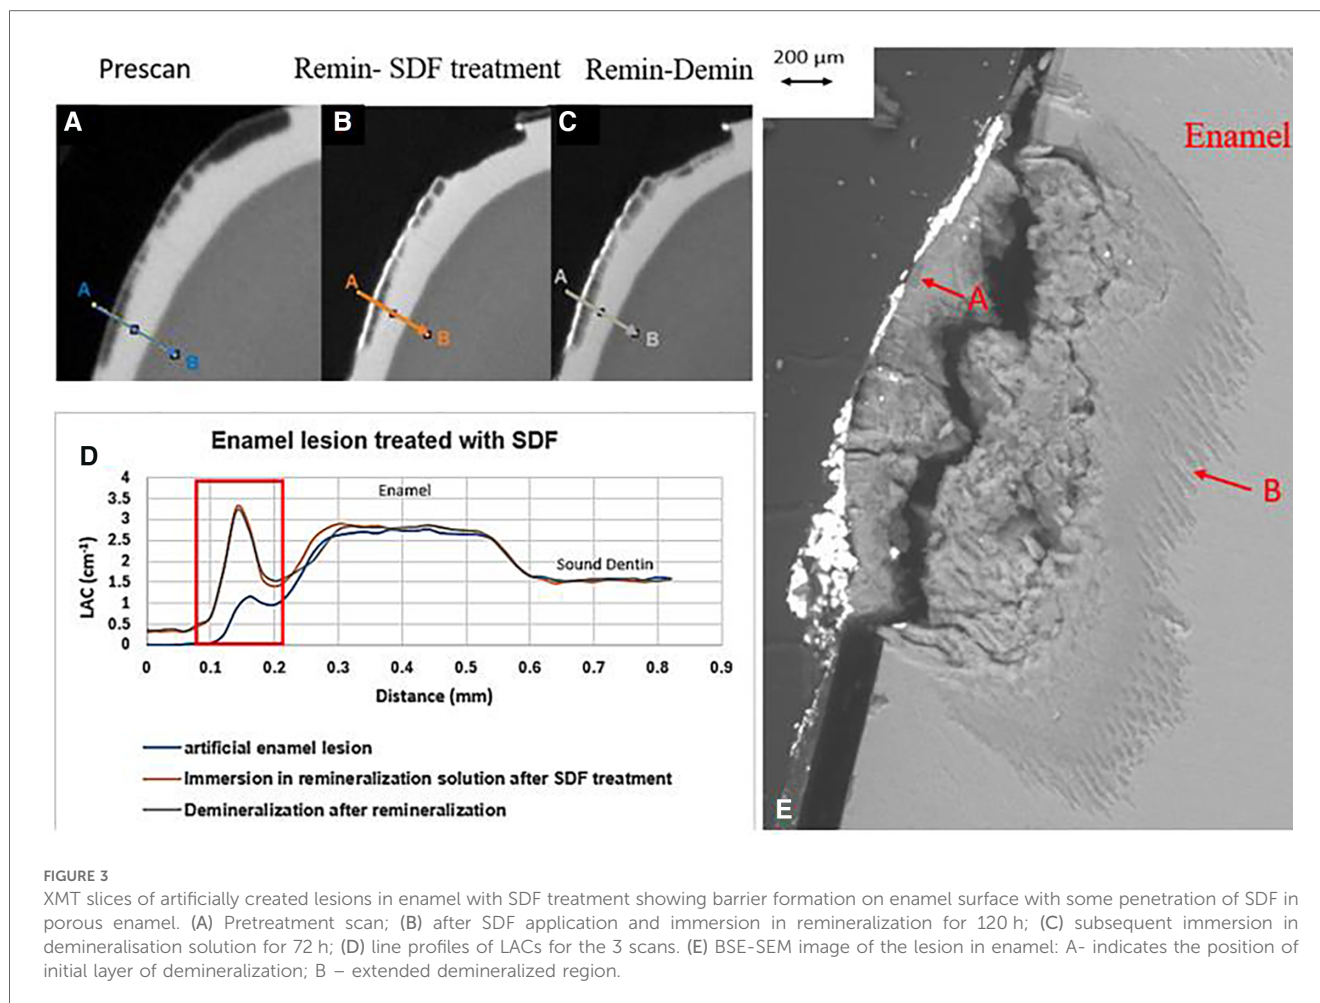 Prescan
Remin- SDF treatment
Remin-Demin
200 µm
A
B
C
Enamel
A
B
A
B
A
B
A
B
Enamel lesion treated with SDF
D
4
3.5
3
2.5
2
1.5
1
0.5
0
LAC (cm-1)
Enamel
Sound Dentin
0 0.1 0.2 0.3 0.4 0.5 0.6 0.7 0.8 0.9
Distance (mm)
artificial enamel lesion
Immersion in remineralization solution after SDF treatment
Demineralization after remineralization
E
FIGURE 3
XMT slices of artificially created lesions in enamel with SDF treatment showing barrier formation on enamel surface with some penetration of SDF in
porous enamel. (A) Pretreatment scan; (B) after SDF application and immersion in remineralization for 120 h; (C) subsequent immersion in
demineralisation solution for 72 h; (D) line profiles of LACs for the 3 scans. (E) BSE-SEM image of the lesion in enamel: A- indicates the position of
initial layer of demineralization; B – extended demineralized region.